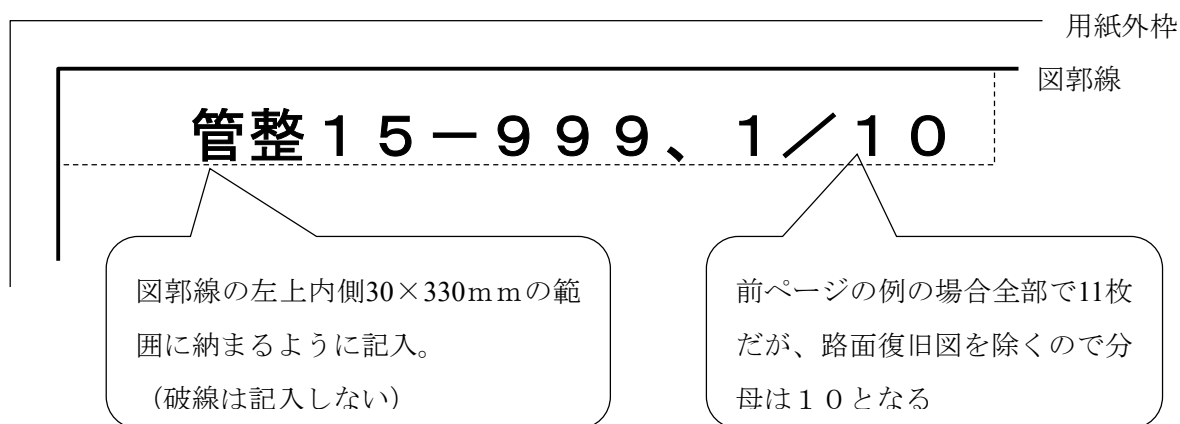 用紙外枠
図郭線
管整１５－９９９、１／１０
図郭線の左上内側30×330ｍｍの範
囲に納まるように記入。
（破線は記入しない）
前ページの例の場合全部で11枚
だが、路面復旧図を除くので分
母は１０となる